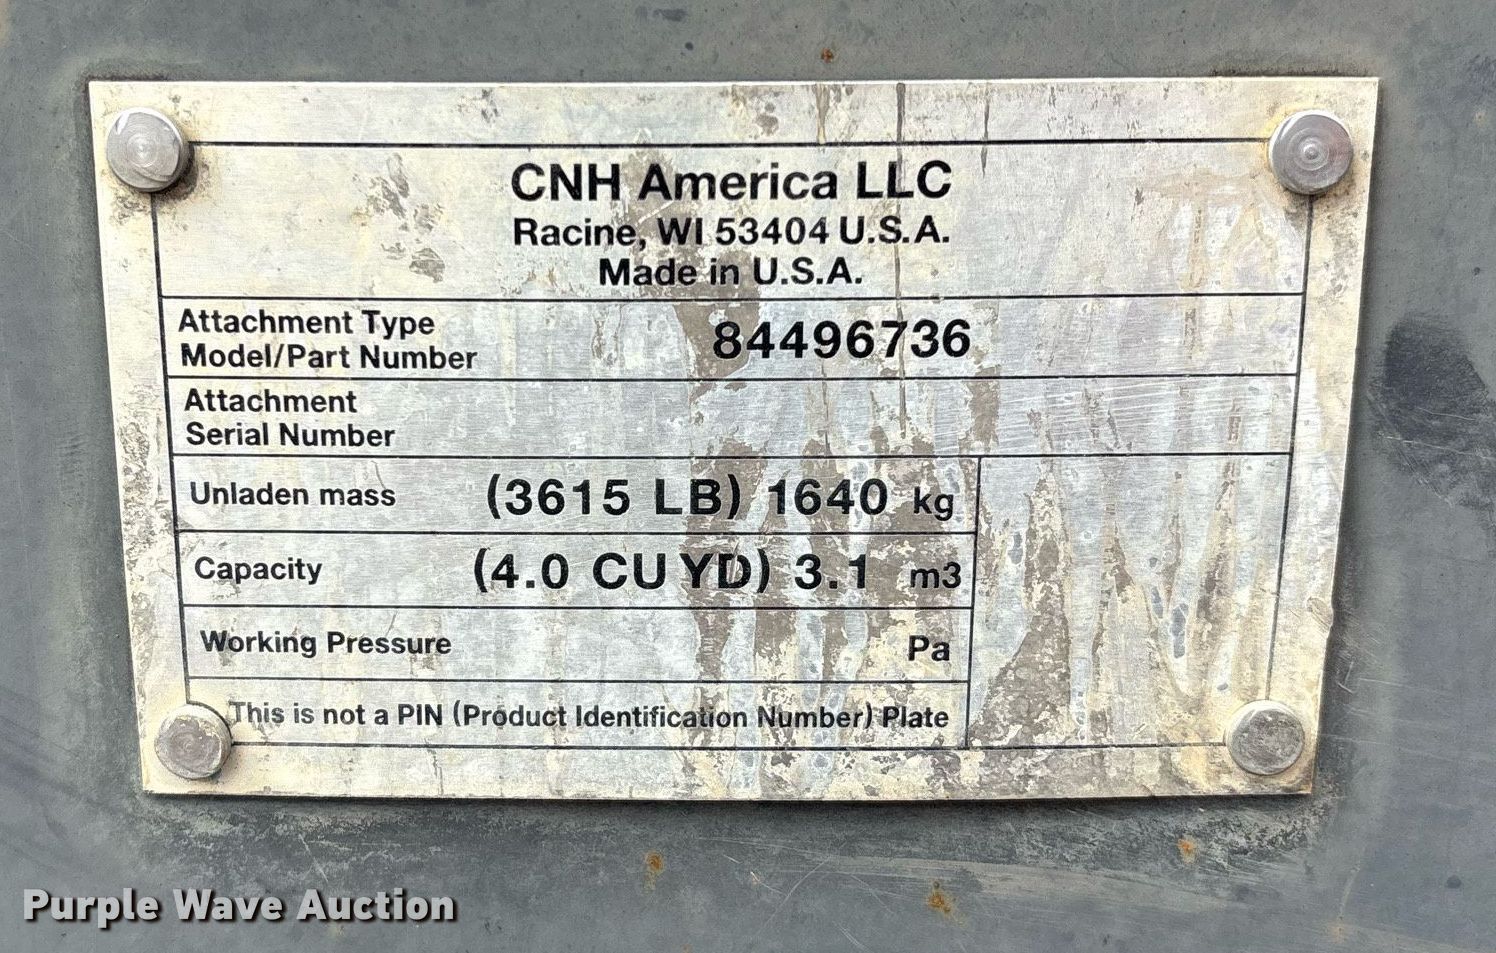 CNH America LLC
Racine, WI 53404 U.S.A.
Made in U.S.A.
Attachment Type
Model/Part Number 84496736
Attachment
Serial Number
Unladen mass (3615 LB) 1640 kg
Capacity (4.0 CU YD) 3.1 m3
Working Pressure Pa
This is not a PIN (Product Identification Number) Plate
Purple Wave Auction